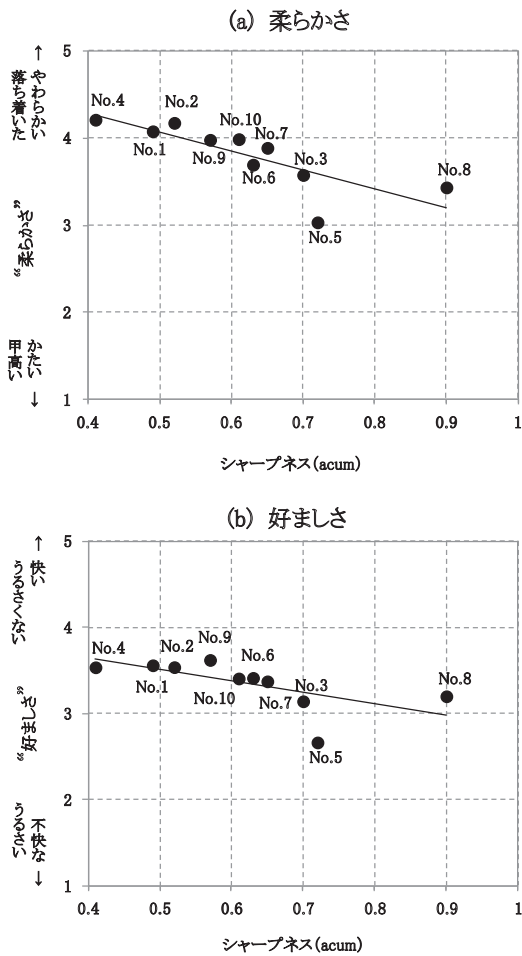 (a) 柔らかさ
↑ やわらかい
落ち着いた
“柔らかさ”
かたい
甲高い ↓
5
4
3
2
1
No.4
No.2
No.1
No.10
No.9
No.7
No.6
No.3
No.5
No.8
0.4 0.5 0.6 0.7 0.8 0.9 1
シャープネス(acum)
(b) 好ましさ
↑ 快い
うるさくない
“好ましさ”
不快な
うるさい ↓
5
4
3
2
1
No.4
No.2
No.1
No.9
No.10
No.6
No.7
No.3
No.5
No.8
0.4 0.5 0.6 0.7 0.8 0.9 1
シャープネス(acum)